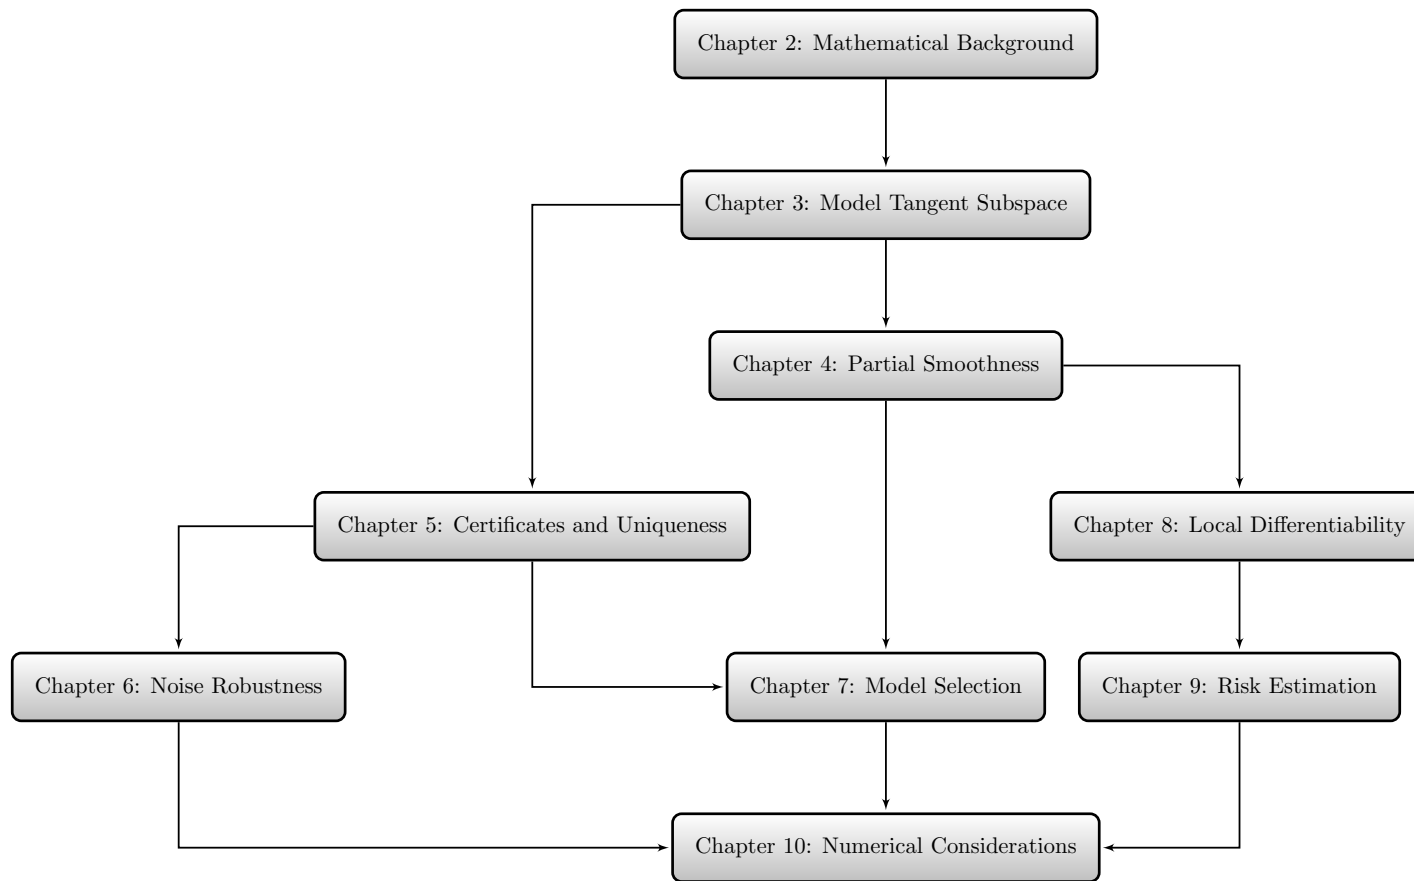 Chapter 2: Mathematical Background
Chapter 3: Model Tangent Subspace
Chapter 4: Partial Smoothness
Chapter 5: Certificates and Uniqueness
Chapter 8: Local Differentiability
Chapter 6: Noise Robustness
Chapter 7: Model Selection
Chapter 9: Risk Estimation
Chapter 10: Numerical Considerations